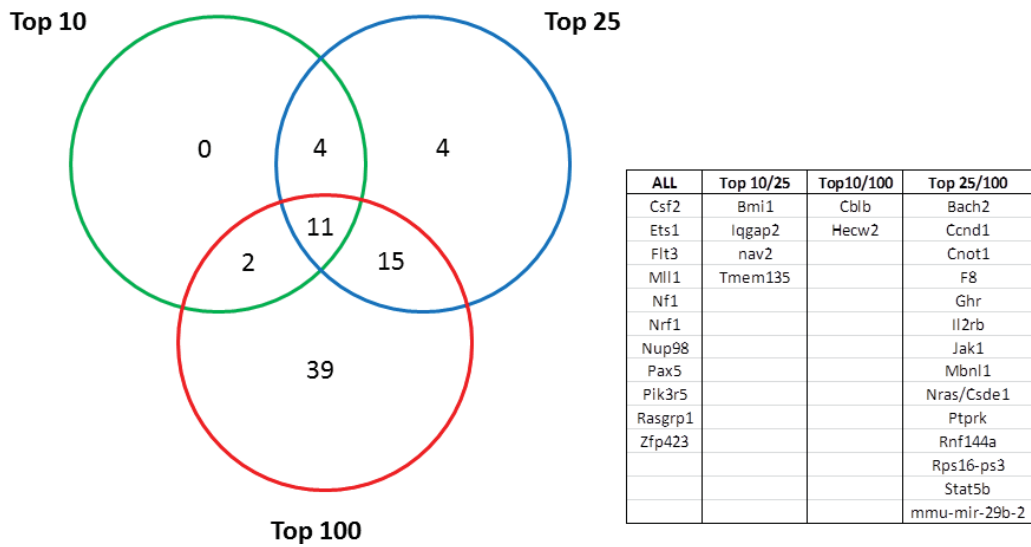 Top 10
Top 25
0
4
4
11
2
15
39
Top 100
ALL Top 10/25 Top10/100 Top 25/100
Csf2 Bmi1 Cblb Bach2
Ets1 Iqgap2 Hecw2 Ccnd1
Flt3 nav2 Cnot1
Mll1 Tmem135 F8
Nf1 Ghr
Nrf1 Il2rb
Nup98 Jak1
Pax5 Mbnl1
Pik3r5 Nras/Csde1
Rasgrp1 Ptprk
Zfp423 Rnf144a
Rps16-ps3
Stat5b
mmu-mir-29b-2